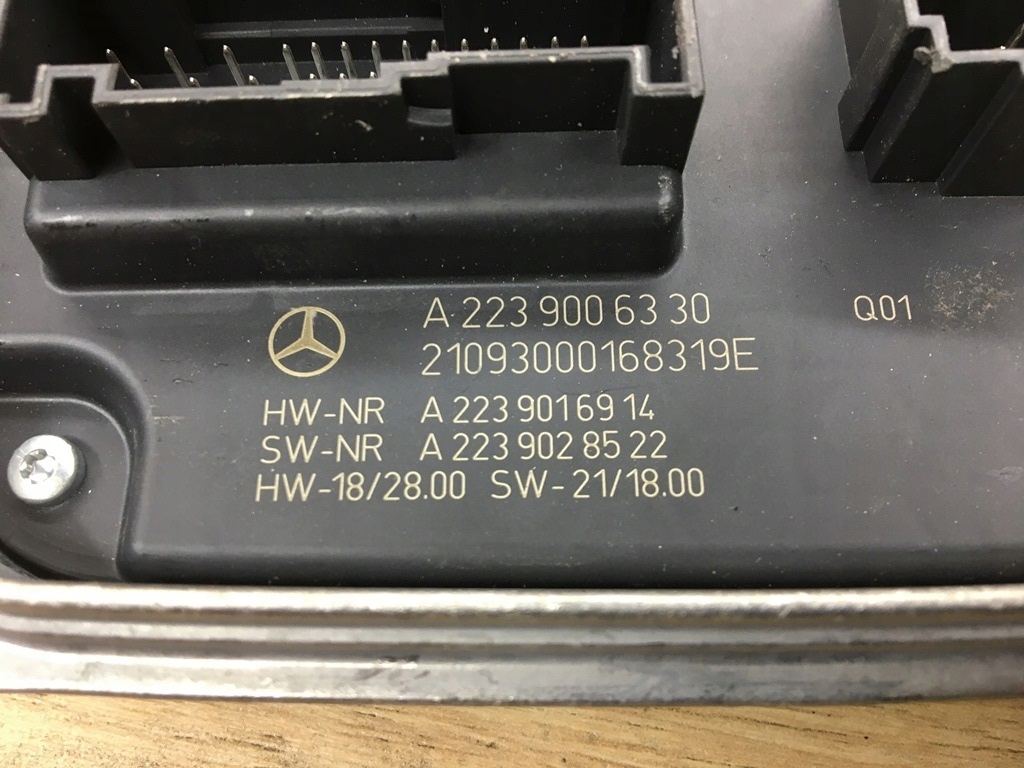 A 223 900 63 30 Q01
21093000168319E
HW-NR A 223 901 69 14
SW-NR A 223 902 85 22
HW-18/28.00 SW-21/18.00